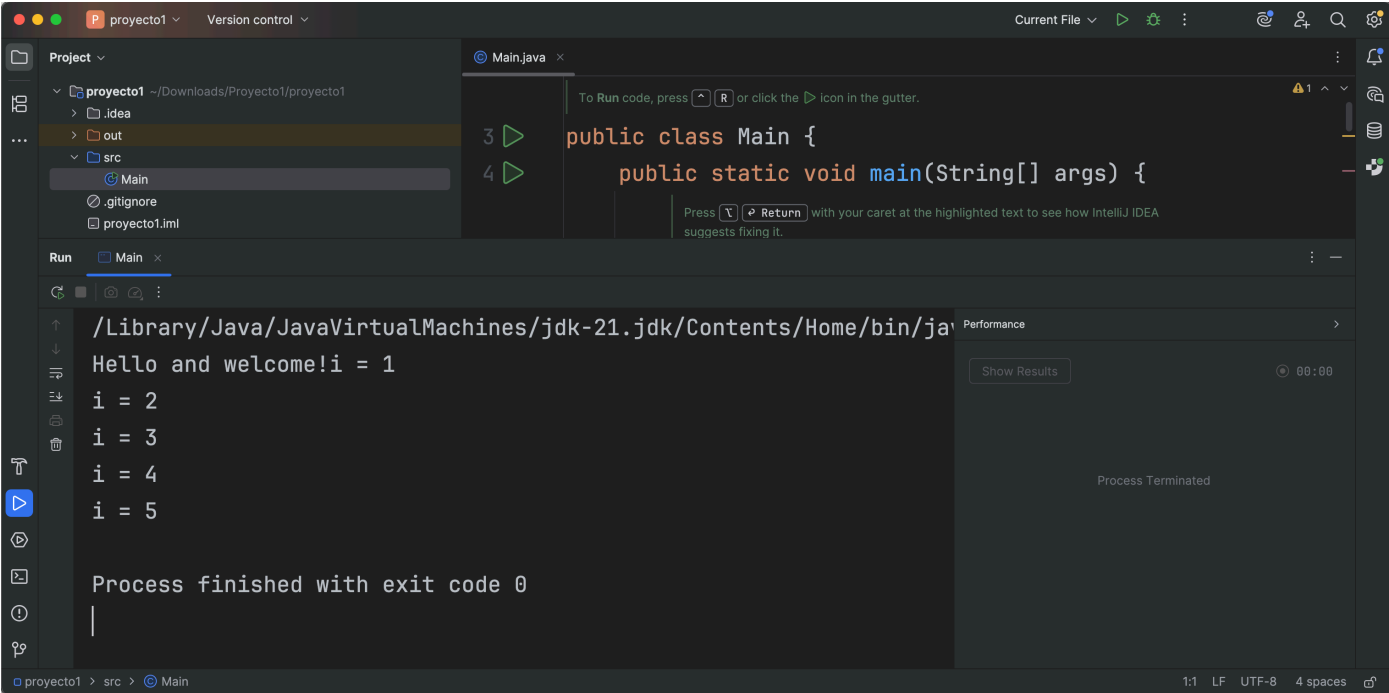 P proyecto1 Version control Current File
Project
Main.java
proyecto1 ~/Downloads/Proyecto1/proyecto1
.idea
out
src
Main
.gitignore
proyecto1.iml
To Run code, press ^ R or click the icon in the gutter.
1
3 public class Main {
4 public static void main(String[] args) {
Press ⌥ ⏎ Return with your caret at the highlighted text to see how IntelliJ IDEA
suggests fixing it.
Run Main
/Library/Java/JavaVirtualMachines/jdk-21.jdk/Contents/Home/bin/jav
Hello and welcome!i = 1
i = 2
i = 3
i = 4
i = 5
Process finished with exit code 0
Performance
Show Results 00:00
Process Terminated
proyecto1 > src > Main 1:1 LF UTF-8 4 spaces